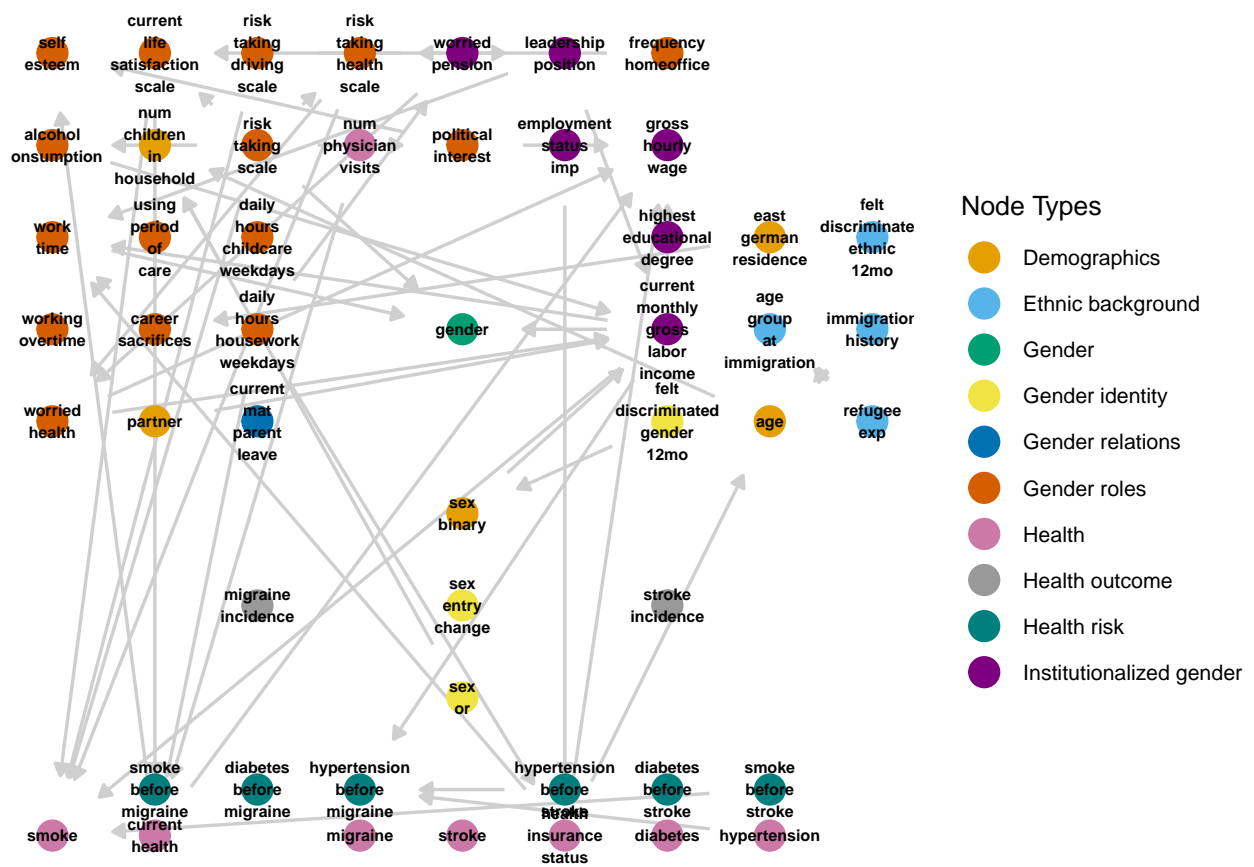 self
esteem
current
life
satisfaction
scale
risk
taking
driving
scale
risk
taking
health
scale
worried
pension
leadership
position
frequency
homeoffice
alcohol
onsumption
num
children
in
household
risk
taking
scale
num
physician
visits
political
interest
employment
status
imp
gross
hourly
wage
work
time
using
period
of
care
daily
hours
childcare
weekdays
highest
educational
degree
east
german
residence
felt
discriminate
ethnic
12mo
working
overtime
career
sacrifices
daily
hours
housework
weekdays
gender
current
monthly
gross
labor
income
age
group
at
immigration
immigration
history
worried
health
partner
current
mat
parent
leave
felt
discriminated
gender
12mo
age
refugee
exp
sex
binary
migraine
incidence
sex
entry
change
stroke
incidence
sex
or
smoke
before
migraine
diabetes
before
migraine
hypertension
before
migraine
hypertension
before
stroke
diabetes
before
stroke
smoke
before
stroke
smoke
current
health
migraine
stroke
health
insurance
status
diabetes
hypertension
Node Types
Demographics
Ethnic background
Gender
Gender identity
Gender relations
Gender roles
Health
Health outcome
Health risk
Institutionalized gender